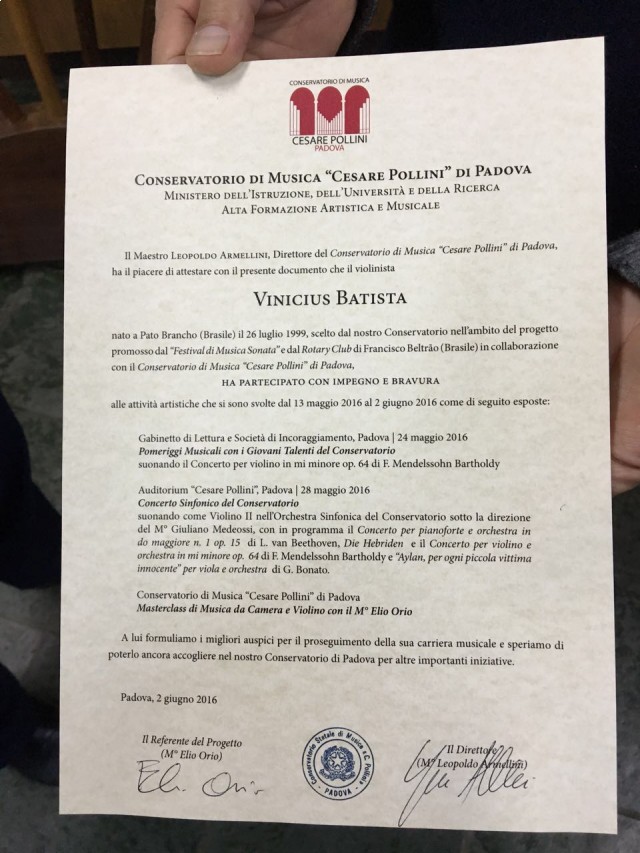 CONSERVATORIO DI MUSICA
CESARE POLLINI
PADOVA
CONSERVATORIO DI MUSICA "CESARE POLLINI" DI PADOVA
MINISTERO DELL'ISTRUZIONE, DELL'UNIVERSITÀ E DELLA RICERCA
ALTA FORMAZIONE ARTISTICA E MUSICALE
Il Maestro LEOPOLDO ARMELLINI, Direttore del Conservatorio di Musica "Cesare Pollini" di Padova,
ha il piacere di attestare con il presente documento che il violinista
VINICIUS BATISTA
nato a Pato Brancho (Brasile) il 26 luglio 1999, scelto dal nostro Conservatorio nell'ambito del progetto
promosso dal "Festival di Musica Sonata" e dal Rotary Club di Francisco Beltrão (Brasile) in collaborazione
con il Conservatorio di Musica "Cesare Pollini" di Padova,
HA PARTECIPATO CON IMPEGNO E BRAVURA
alle attività artistiche che si sono svolte dal 13 maggio 2016 al 2 giugno 2016 come di seguito esposte:
Gabinetto di Lettura e Società di Incoraggiamento, Padova | 24 maggio 2016
Pomeriggi Musicali con i Giovani Talenti del Conservatorio
suonando il Concerto per violino in mi minore op. 64 di F. Mendelssohn Bartholdy
Auditorium "Cesare Pollini", Padova | 28 maggio 2016
Concerto Sinfonico del Conservatorio
suonando come Violino II nell'Orchestra Sinfonica del Conservatorio sotto la direzione
del M° Giuliano Medeossi, con in programma il Concerto per pianoforte e orchestra in
do maggiore n. 1 op. 15 di L. van Beethoven, Die Hebriden e il Concerto per violino e
orchestra in mi minore op. 64 di F. Mendelssohn Bartholdy e "Aylan, per ogni piccola vittima
innocente" per viola e orchestra di G. Bonato.
Conservatorio di Musica "Cesare Pollini" di Padova
Masterclass di Musica da Camera e Violino con il M° Elio Orio
A lui formuliamo i migliori auspici per il proseguimento della sua carriera musicale e speriamo di
poterlo ancora accogliere nel nostro Conservatorio di Padova per altre importanti iniziative.
Padova, 2 giugno 2016
Il Referente del Progetto
(M° Elio Orio)
Elio Orio
Conservatorio Statale di Musica "C. Pollini"
- PADOVA -
Il Direttore
(M° Leopoldo Armellini)